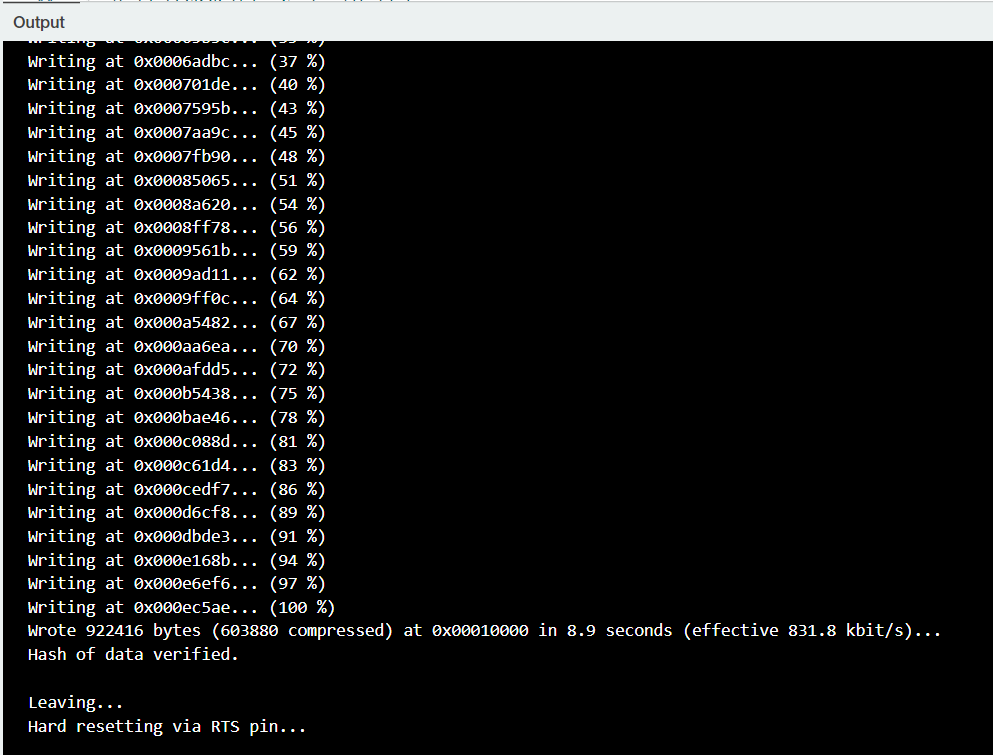 Output
Writing at 0x0006adbc... (37 %)
Writing at 0x000701de... (40 %)
Writing at 0x0007595b... (43 %)
Writing at 0x0007aa9c... (45 %)
Writing at 0x0007fb90... (48 %)
Writing at 0x00085065... (51 %)
Writing at 0x0008a620... (54 %)
Writing at 0x0008ff78... (56 %)
Writing at 0x0009561b... (59 %)
Writing at 0x0009ad11... (62 %)
Writing at 0x0009ff0c... (64 %)
Writing at 0x000a5482... (67 %)
Writing at 0x000aa6ea... (70 %)
Writing at 0x000afdd5... (72 %)
Writing at 0x000b5438... (75 %)
Writing at 0x000bae46... (78 %)
Writing at 0x000c088d... (81 %)
Writing at 0x000c61d4... (83 %)
Writing at 0x000cedf7... (86 %)
Writing at 0x000d6cf8... (89 %)
Writing at 0x000dbde3... (91 %)
Writing at 0x000e168b... (94 %)
Writing at 0x000e6ef6... (97 %)
Writing at 0x000ec5ae... (100 %)
Wrote 922416 bytes (603880 compressed) at 0x00010000 in 8.9 seconds (effective 831.8 kbit/s)...
Hash of data verified.
Leaving...
Hard resetting via RTS pin...